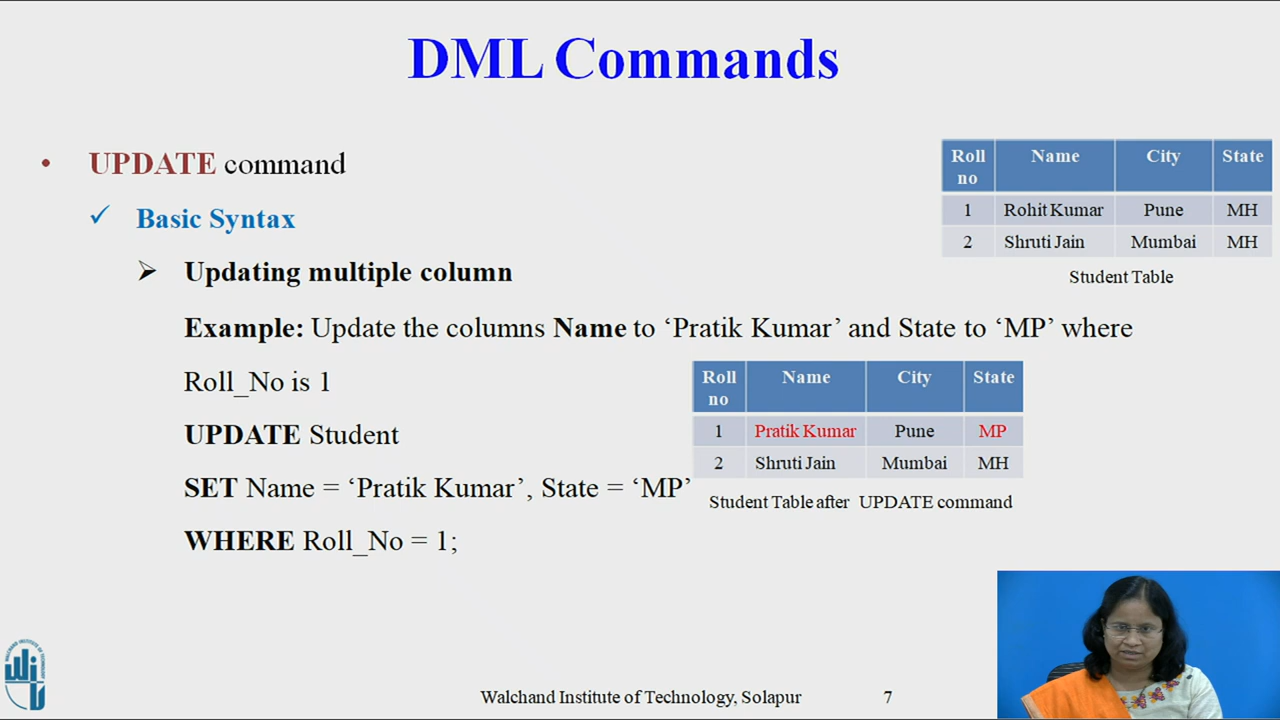 DML Commands
• UPDATE command
✓ Basic Syntax
➢ Updating multiple column
Example: Update the columns Name to ‘Pratik Kumar’ and State to ‘MP’ where
Roll_No is 1
UPDATE Student
SET Name = ‘Pratik Kumar’, State = ‘MP’
WHERE Roll_No = 1;
Roll no Name City State
1 Rohit Kumar Pune MH
2 Shruti Jain Mumbai MH
Student Table
Roll no Name City State
1 Pratik Kumar Pune MP
2 Shruti Jain Mumbai MH
Student Table after UPDATE command
Walchand Institute of Technology, Solapur 7